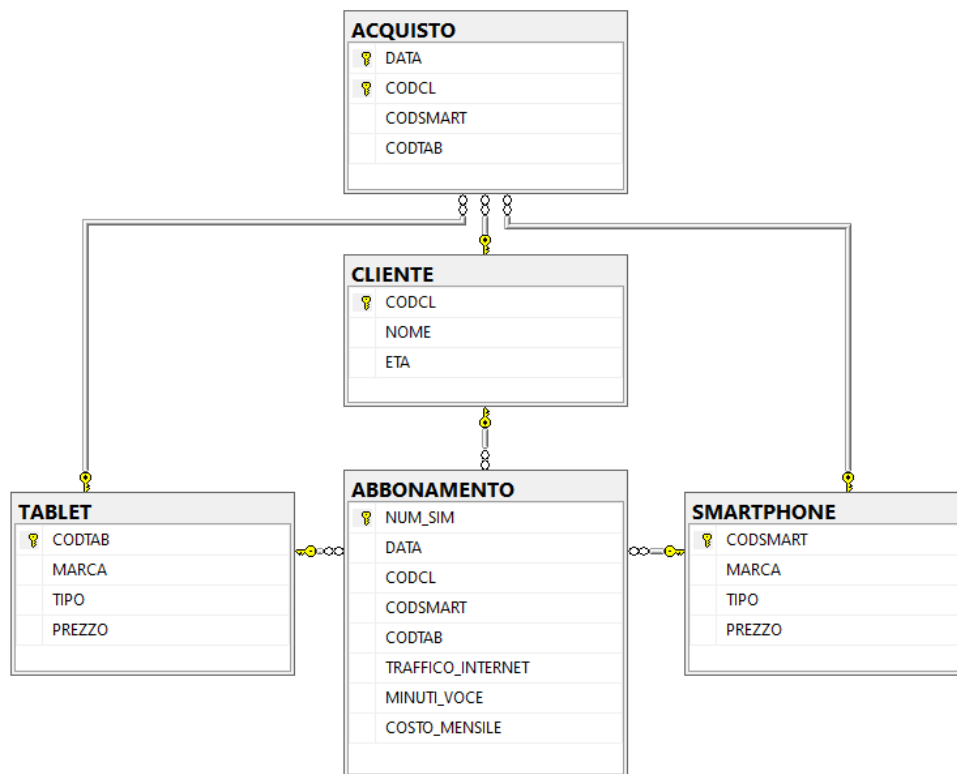 ACQUISTO
DATA
CODCL
CODSMART
CODTAB
CLIENTE
CODCL
NOME
ETA
TABLET
CODTAB
MARCA
TIPO
PREZZO
ABBONAMENTO
NUM_SIM
DATA
CODCL
CODSMART
CODTAB
TRAFFICO_INTERNET
MINUTI_VOCE
COSTO_MENSILE
SMARTPHONE
CODSMART
MARCA
TIPO
PREZZO